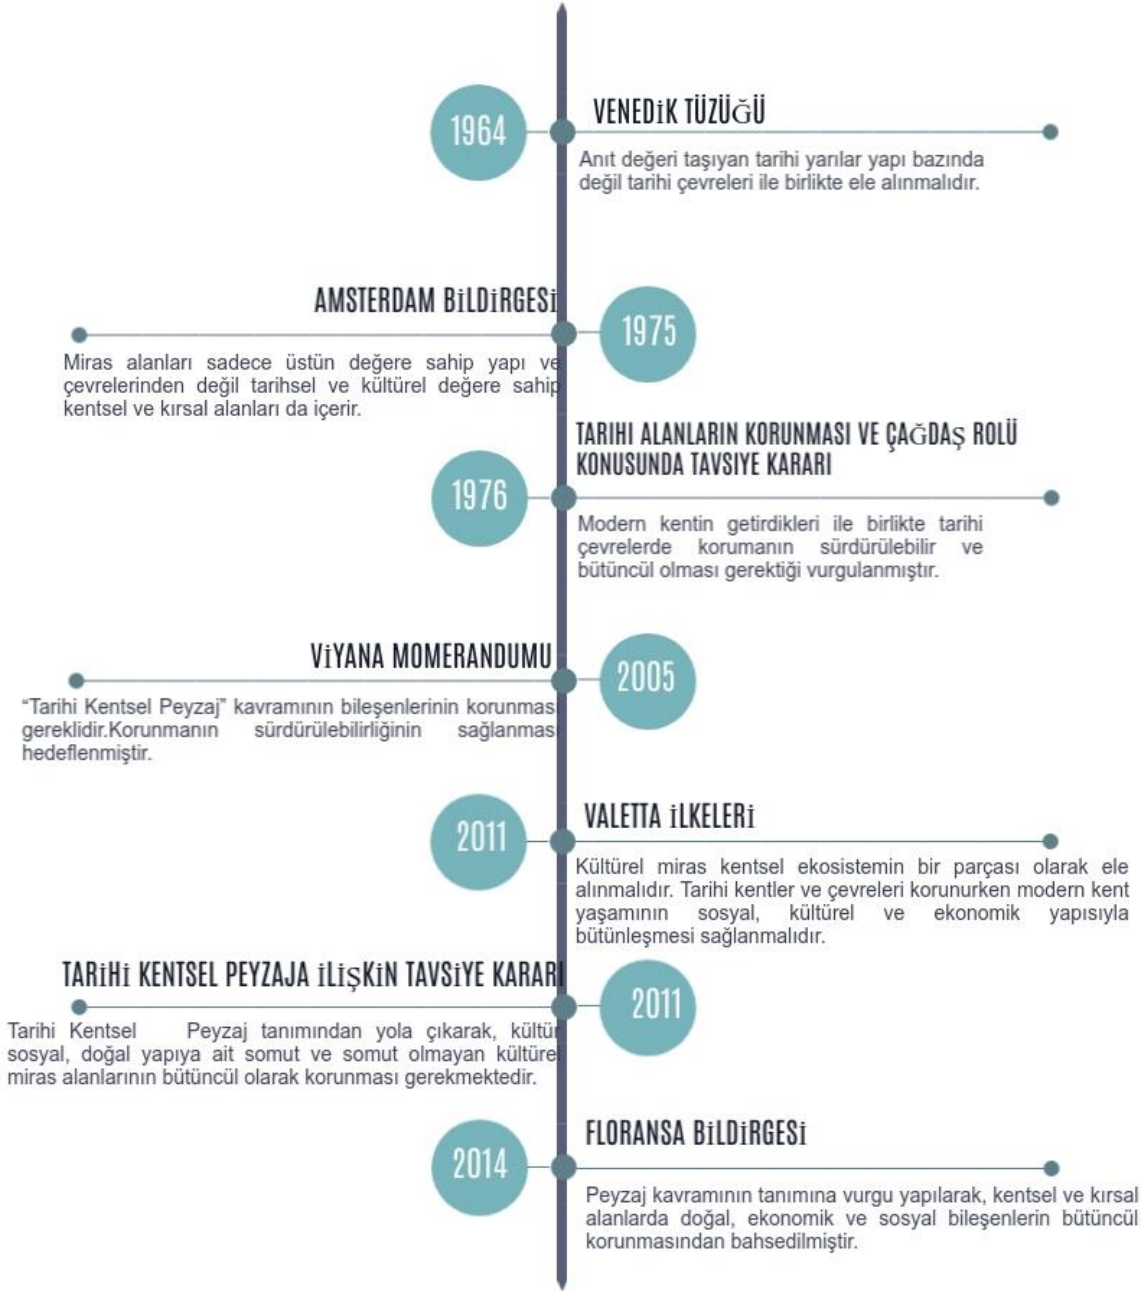 1964
VENEDİK TÜZÜĞÜ
Anıt değeri taşıyan tarihi yarılar yapı bazında
değil tarihi çevreleri ile birlikte ele alınmalıdır.
AMSTERDAM BİLDİRGESİ
1975
Miras alanları sadece üstün değere sahip yapı ve
çevrelerinden değil tarihsel ve kültürel değere sahip
kentsel ve kırsal alanları da içerir.
TARIHI ALANLARIN KORUNMASI VE ÇAĞDAŞ ROLÜ
KONUSUNDA TAVSIYE KARARI
1976
Modern kentin getirdikleri ile birlikte tarihi
çevrelerde korumanın sürdürülebilir ve
bütüncül olması gerektiği vurgulanmıştır.
VİYANA MOMERANDUMU
2005
“Tarihi Kentsel Peyzaj” kavramının bileşenlerinin korunması
gereklidir.Korunmanın sürdürülebilirliğinin sağlanması
hedeflenmiştir.
2011
VALETTA İLKELERİ
Kültürel miras kentsel ekosistemin bir parçası olarak ele
alınmalıdır. Tarihi kentler ve çevreleri korunurken modern kent
yaşamının sosyal, kültürel ve ekonomik yapısıyla
bütünleşmesi sağlanmalıdır.
TARİHİ KENTSEL PEYZAJA İLİŞKİN TAVSİYE KARARI
2011
Tarihi Kentsel Peyzaj tanımından yola çıkarak, kültür
sosyal, doğal yapıya ait somut ve somut olmayan kültürel
miras alanlarının bütüncül olarak korunması gerekmektedir.
2014
FLORANSA BİLDİRGESİ
Peyzaj kavramının tanımına vurgu yapılarak, kentsel ve kırsal
alanlarda doğal, ekonomik ve sosyal bileşenlerin bütüncül
korunmasından bahsedilmiştir.